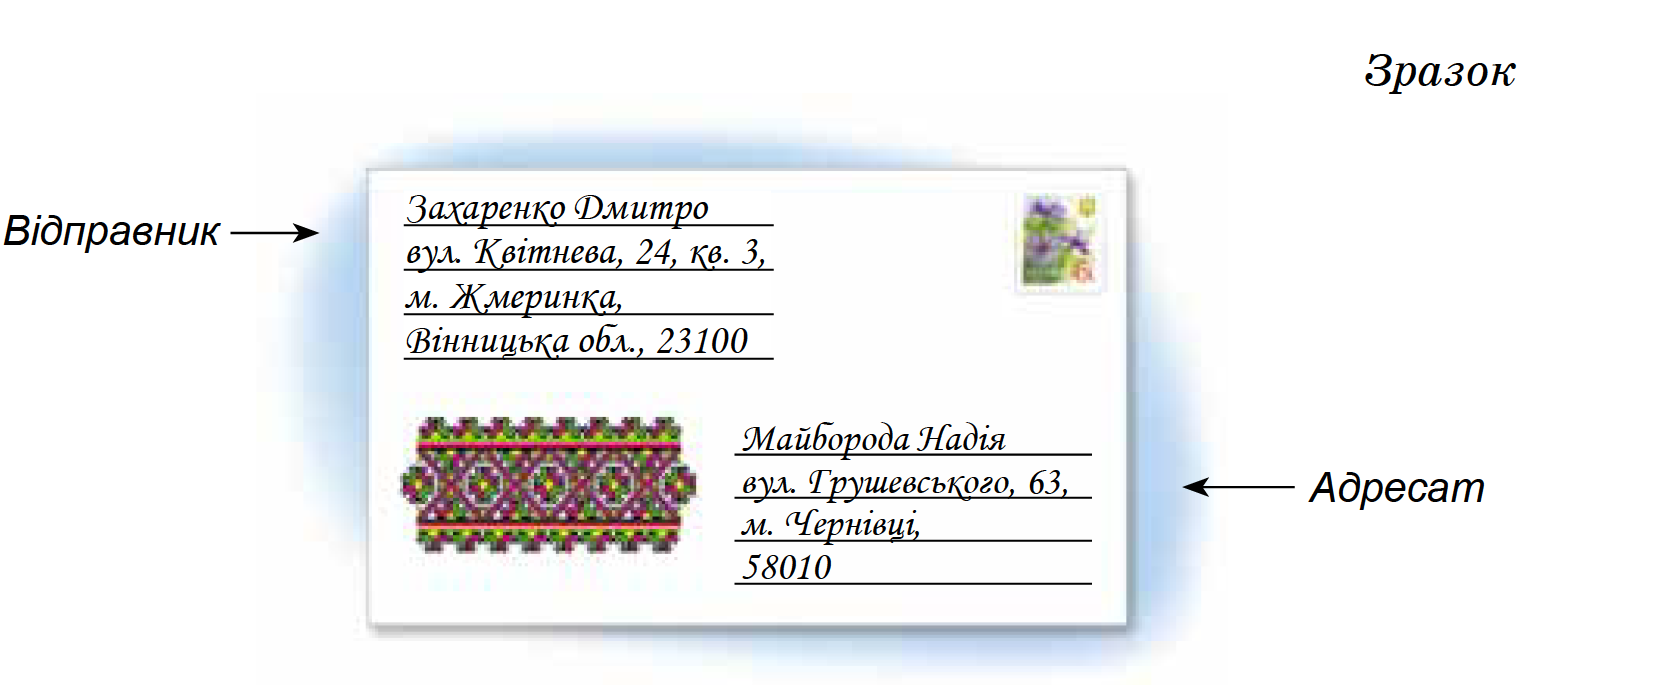 Зразок
Відправник
Захаренко Дмитро
вул. Квітнева, 24, кв. 3,
м. Жмеринка,
Вінницька обл., 23100
Майборода Надія
вул. Грушевського, 63,
м. Чернівці,
58010
Адресат